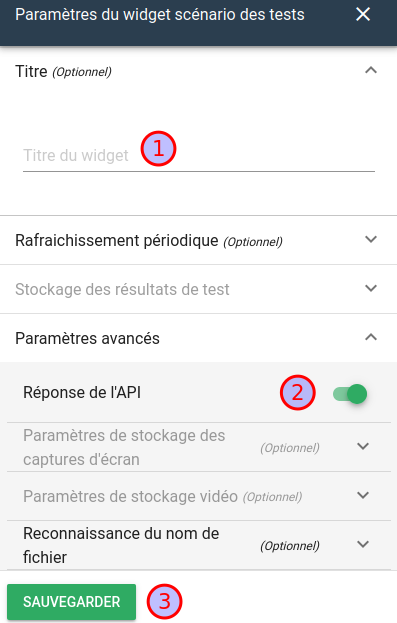 Paramètres du widget scénario des tests
Titre (Optionnel)
Titre du widget 1
Rafraichissement périodique (Optionnel)
Stockage des résultats de test
Paramètres avancés
Réponse de l'API 2
Paramètres de stockage des
captures d'écran (Optionnel)
Paramètres de stockage vidéo (Optionnel)
Reconnaissance du nom de
fichier (Optionnel)
SAUVEGARDER 3